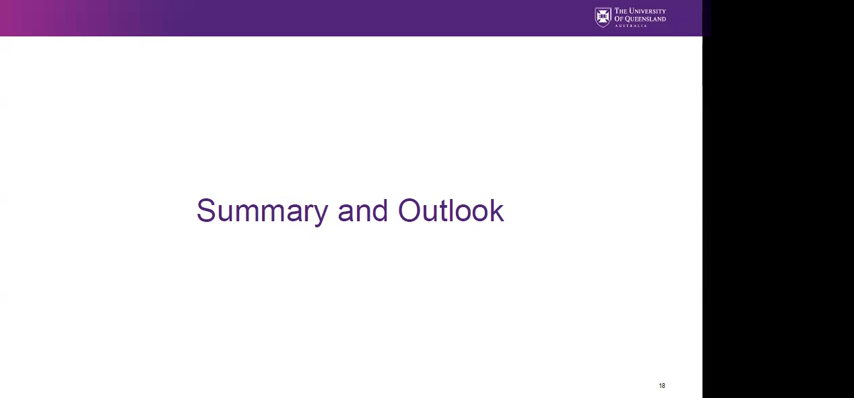 THE UNIVERSITY
OF QUEENSLAND
AUSTRALIA
Summary and Outlook
18